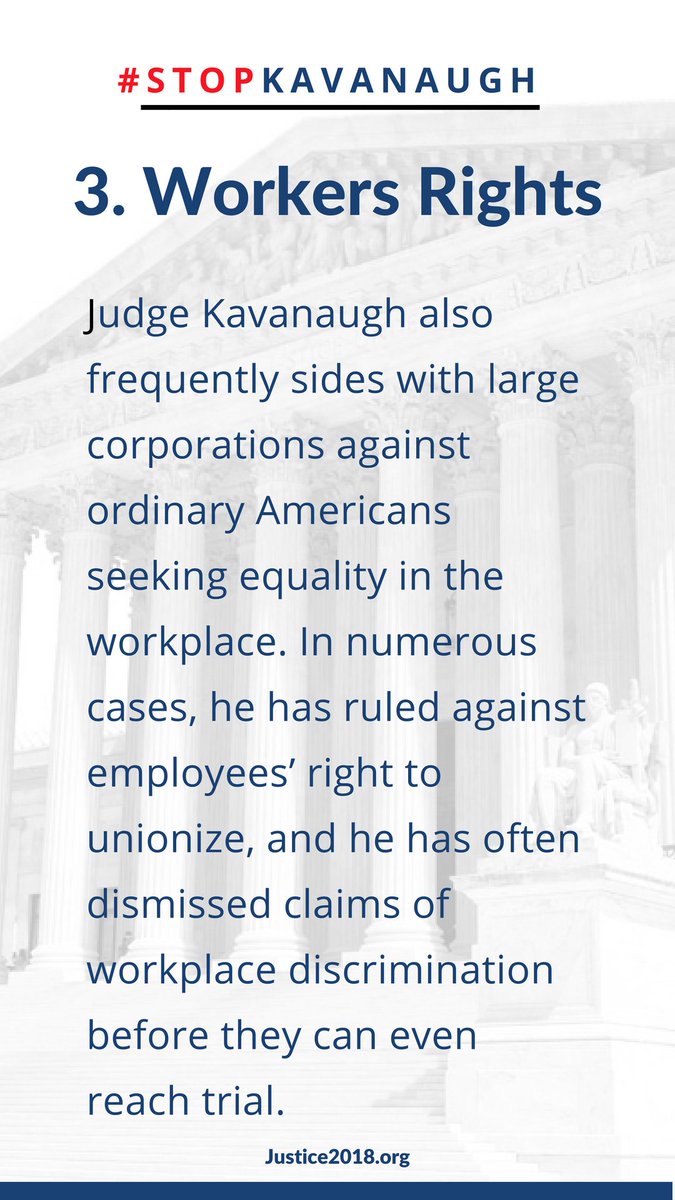 #STOPKAVANAUGH
3. Workers Rights
Judge Kavanaugh also
frequently sides with large
corporations against
ordinary Americans
seeking equality in the
workplace. In numerous
cases, he has ruled against
employees’ right to
unionize, and he has often
dismissed claims of
workplace discrimination
before they can even
reach trial.
Justice2018.org